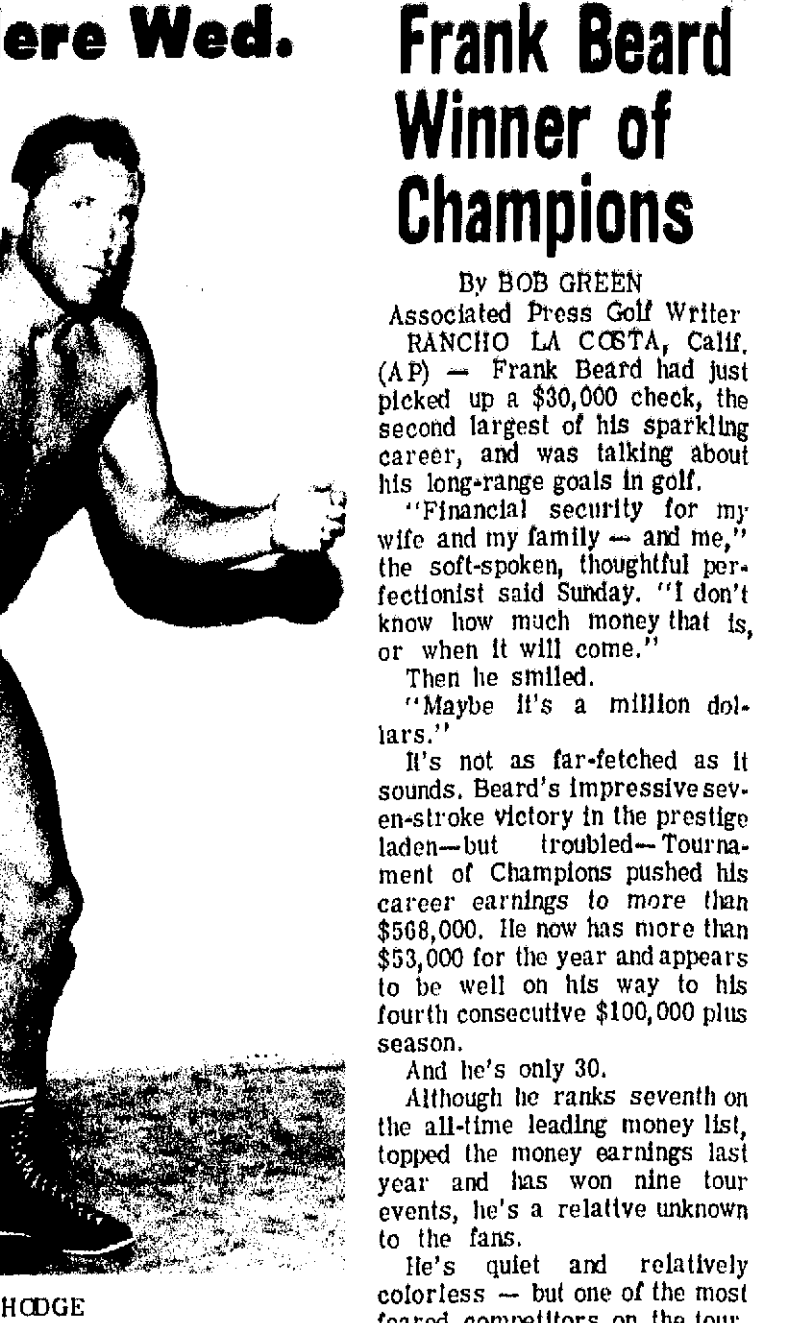 ere Wed.
HODGE
Frank Beard
Winner of
Champions
By BOB GREEN
Associated Press Golf Writer
RANCHO LA COSTA, Calif.
(AP) — Frank Beard had just
picked up a $30,000 check, the
second largest of his sparkling
career, and was talking about
his long-range goals in golf.
"Financial security for my
wife and my family — and me,"
the soft-spoken, thoughtful per-
fectionist said Sunday. "I don't
know how much money that is,
or when it will come."
Then he smiled.
"Maybe it's a million dol-
lars."
It's not as far-fetched as it
sounds. Beard's impressive sev-
en-stroke victory in the prestige
laden—but troubled—Tourna-
ment of Champions pushed his
career earnings to more than
$568,000. He now has more than
$53,000 for the year and appears
to be well on his way to his
fourth consecutive $100,000 plus
season.
And he's only 30.
Although he ranks seventh on
the all-time leading money list,
topped the money earnings last
year and has won nine tour
events, he's a relative unknown
to the fans.
He's quiet and relatively
colorless — but one of the most
feared competitors on the tour.